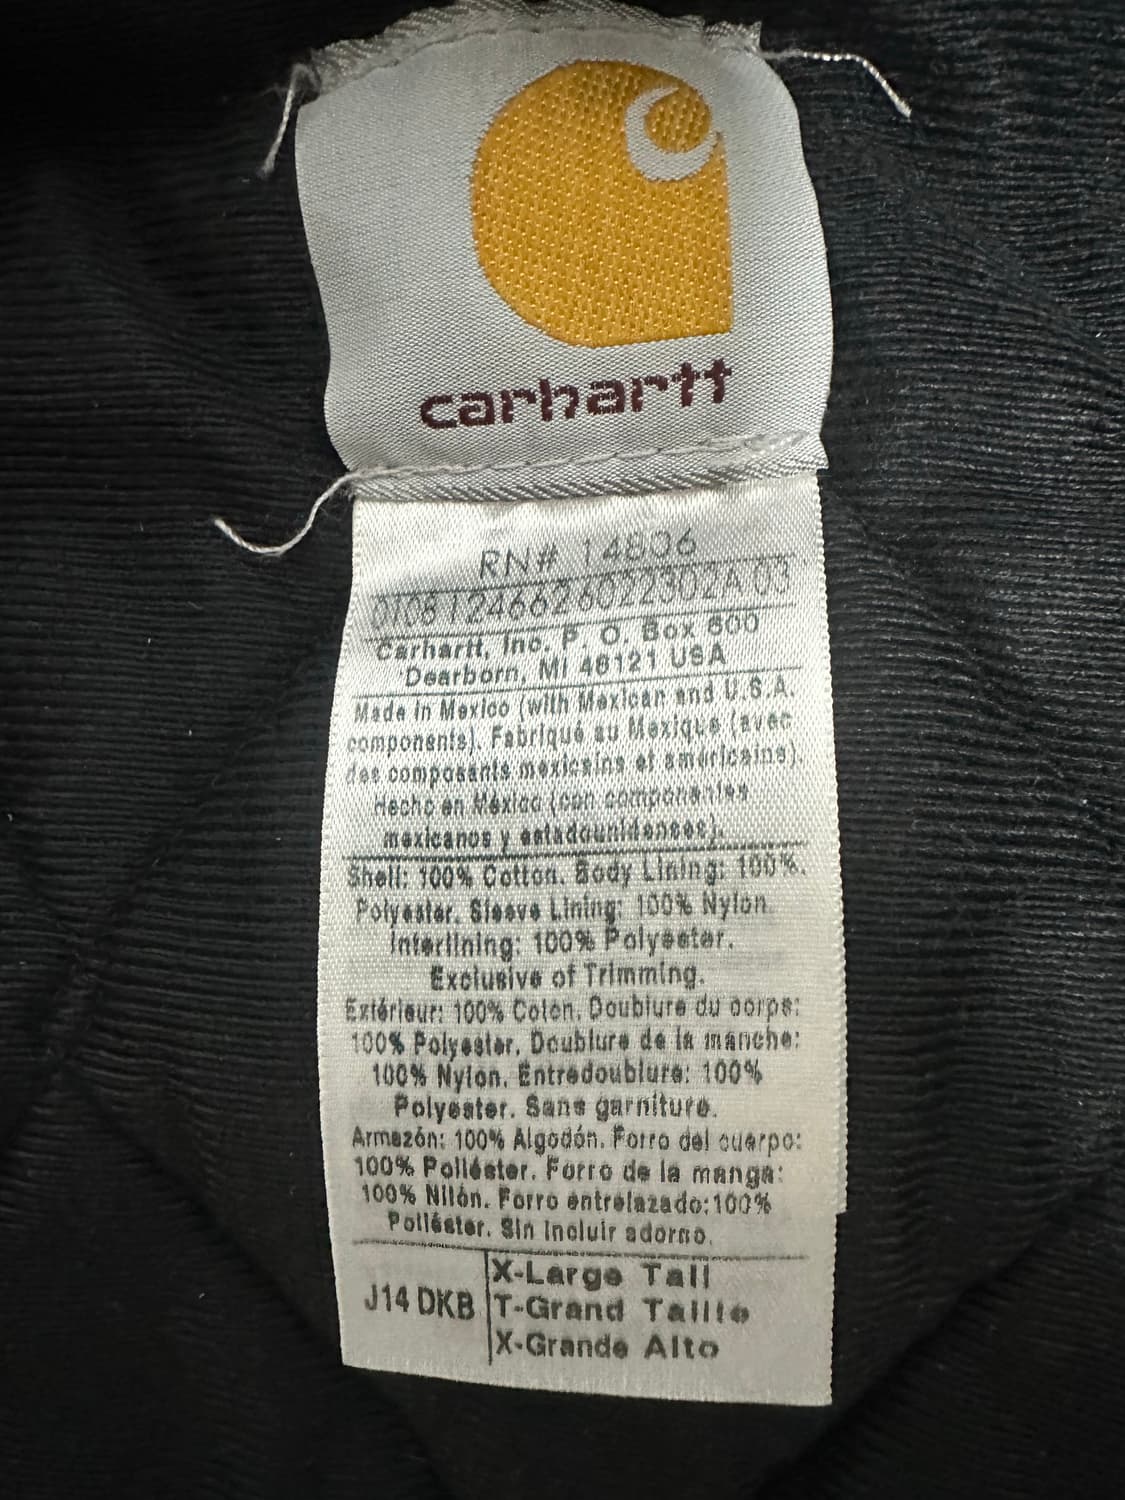 carhartt
RN# 14806
07081246626022302A 03
Carhartt, Inc. P. O. Box 600
Dearborn, MI 48121 USA
Made in Mexico (with Mexican and U.S.A.
components). Fabriqué au Mexique (avec
des composants mexicains et américains).
Hecho en México (con componentes
mexicanos y estadounidenses).
Shell: 100% Cotton. Body Lining: 100%
Polyester. Sleeve Lining: 100% Nylon.
Interlining: 100% Polyester.
Exclusive of Trimming.
Extérieur: 100% Coton. Doublure du corps:
100% Polyester. Doublure de la manche:
100% Nylon. Entredoublure: 100%
Polyester. Sans garniture.
Armazón: 100% Algodón. Forro del cuerpo:
100% Poliéster. Forro de la manga:
100% Nilón. Forro entrelazado:100%
Poliéster. Sin incluir adorno.
J14 DKB
X-Large Tall
T-Grand Taille
X-Grande Alto